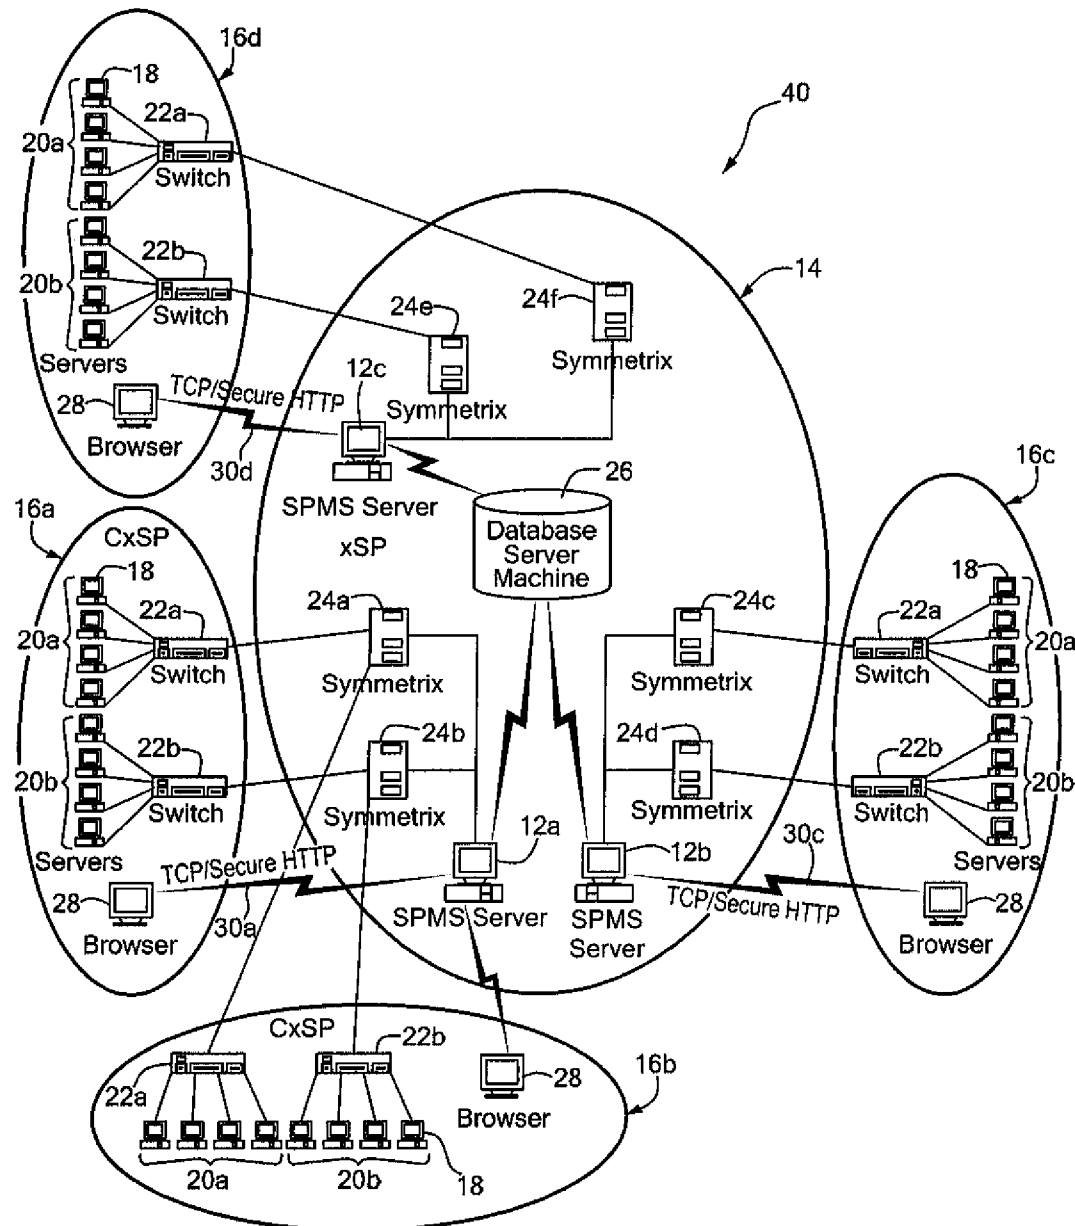 16d
18
40
22a
20a
Switch
22b
14
20b
24e
24f
Switch
Servers
Symmetrix
12c
TCP/Secure HTTP
28
Symmetrix
Browser
30d
26
16c
SPMS Server
16a
xSP
Database
Server
Machine
CxSP
18
18
24a
24c
22a
22a
20a
20a
Switch
Symmetrix
Symmetrix
Switch
22b
24b
24d
22b
20b
20b
Switch
Symmetrix
Symmetrix
Switch
12a
12b
30c
Servers
Servers
TCP/Secure HTTP
TCP/Secure HTTP
28
28
30a
SPMS Server
SPMS
Server
Browser
Browser
CxSP
22b
22a
28
16b
Browser
20a
20b
18